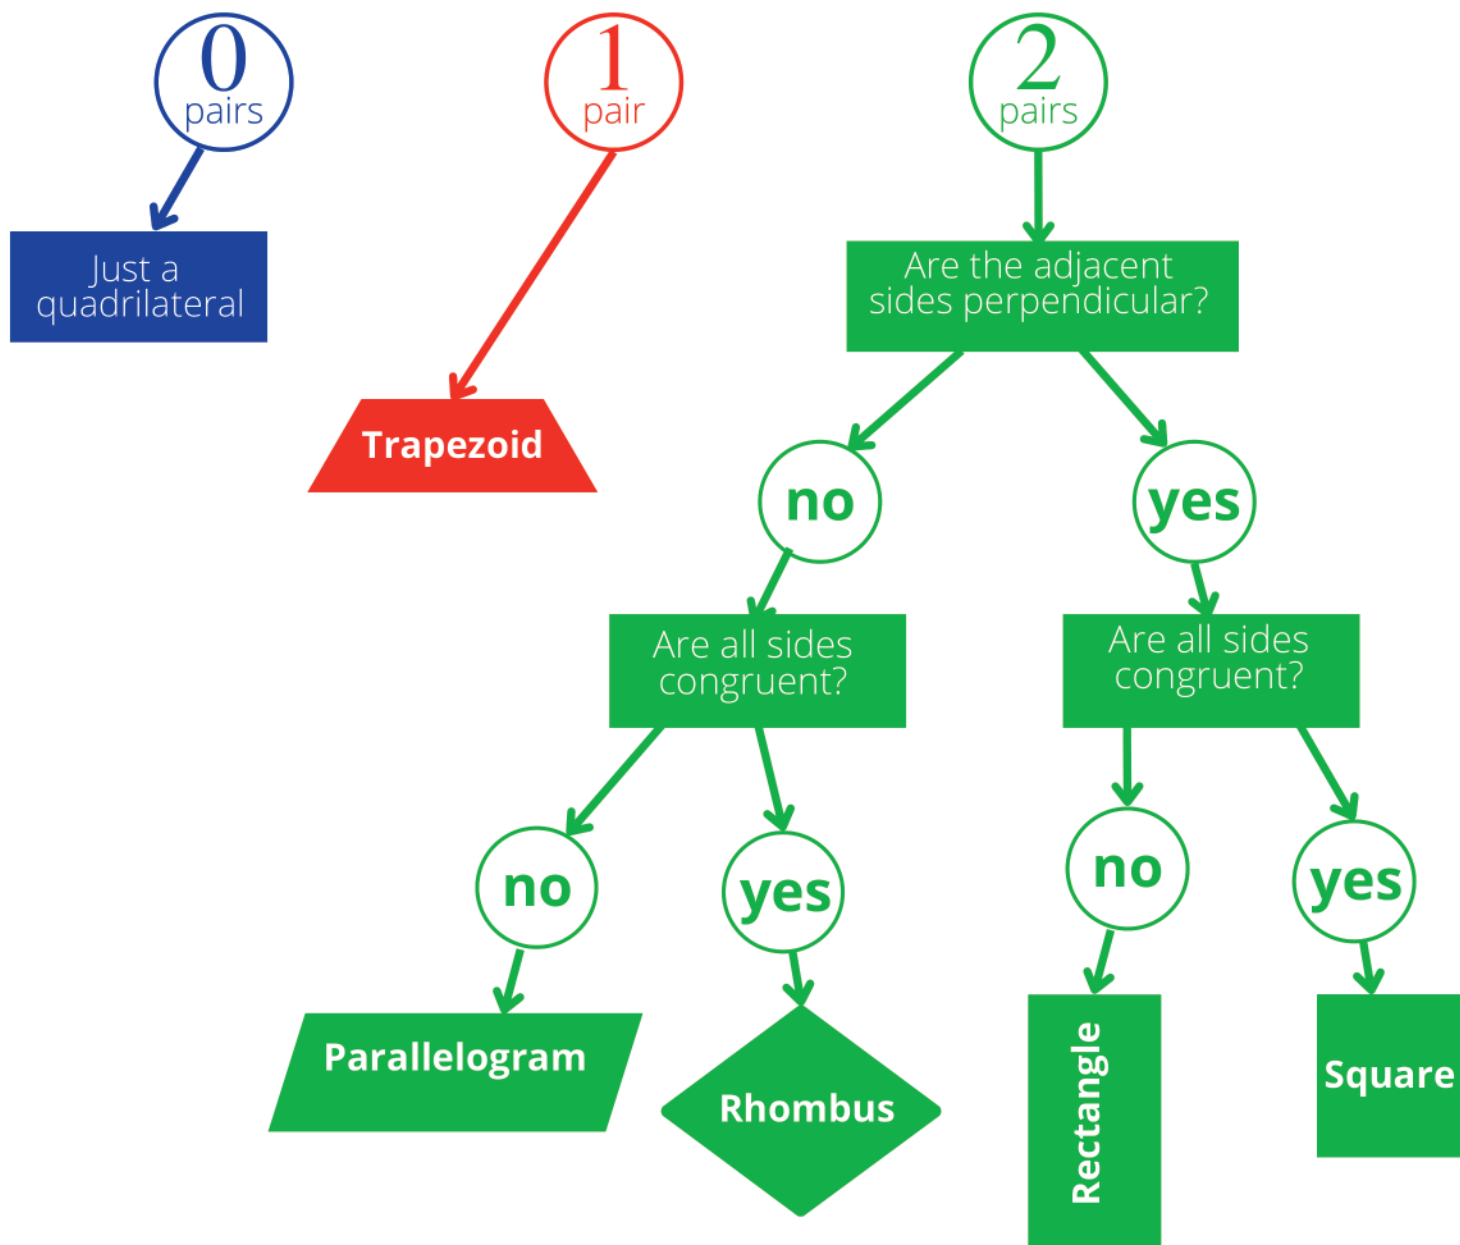 0
pairs
1
pair
2
pairs
Just a
quadrilateral
Are the adjacent
sides perpendicular?
Trapezoid
no
yes
Are all sides
congruent?
Are all sides
congruent?
no
yes
no
yes
Parallelogram
Rhombus
Rectangle
Square